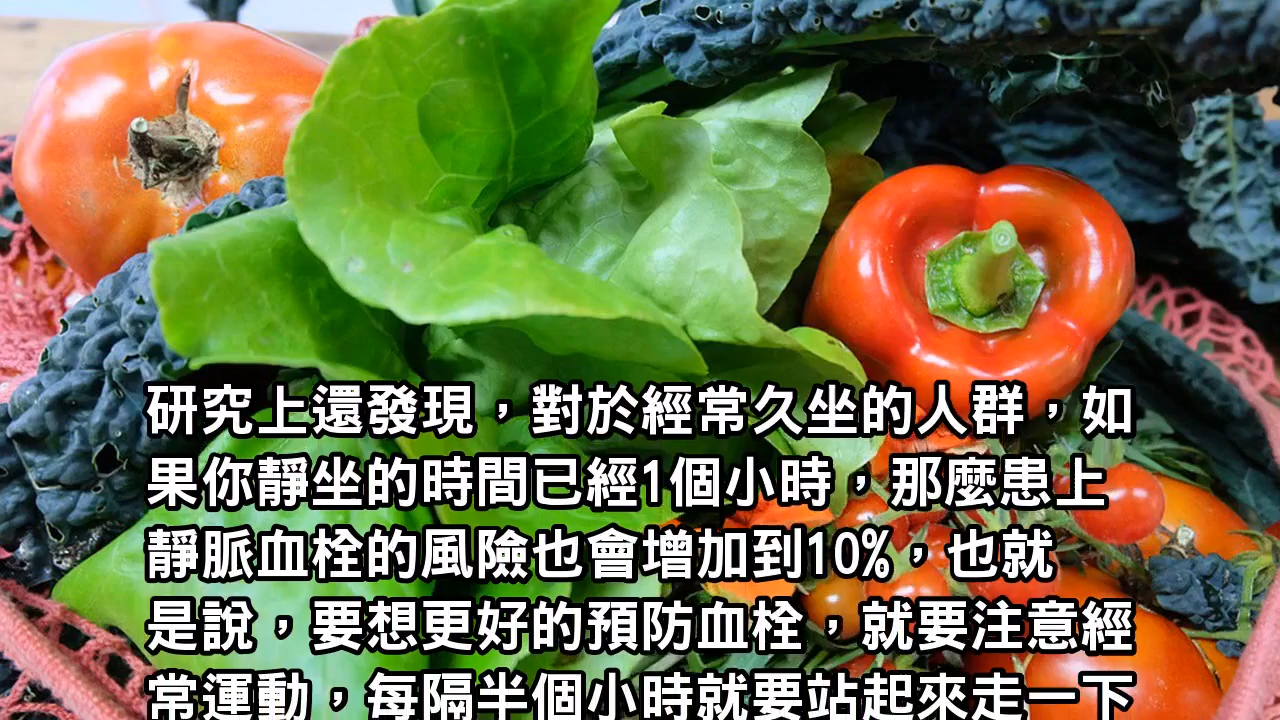 研究上還發現，對於經常久坐的人群，如
果你靜坐的時間已經1個小時，那麼患上
靜脈血栓的風險也會增加到10%，也就
是說，要想更好的預防血栓，就要注意經
常運動，每隔半個小時就要站起來走一下